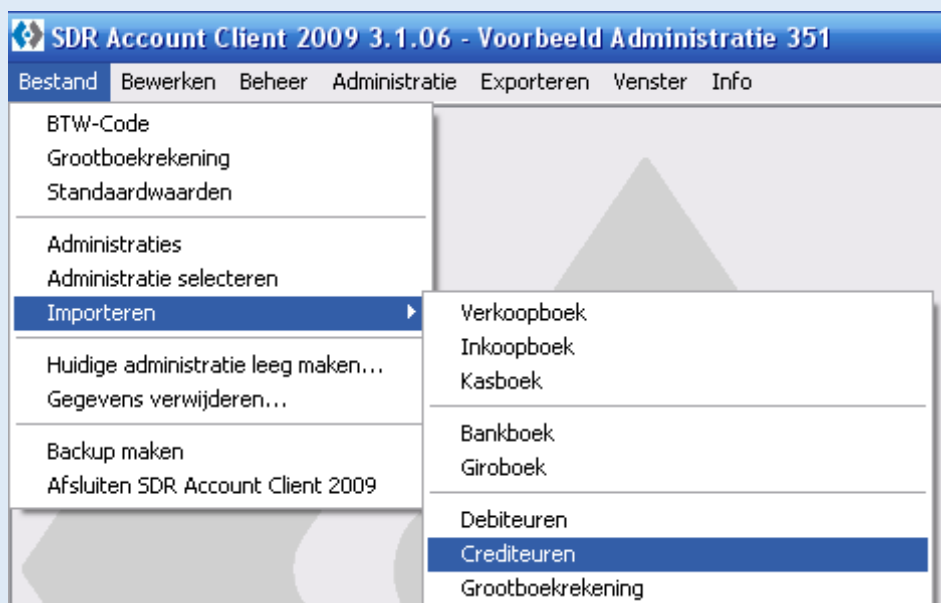 SDR Account Client 2009 3.1.06 - Voorbeeld Administratie 351
Bestand Bewerken Beheer Administratie Exporteren Venster Info
BTW-Code
Grootboekrekening
Standaardwaarden
Administraties
Administratie selecteren
Importeren
Huidige administratie leeg maken...
Gegevens verwijderen...
Backup maken
Afsluiten SDR Account Client 2009
Verkoopboek
Inkoopboek
Kasboek
Bankboek
Giroboek
Debiteuren
Crediteuren
Grootboekrekening